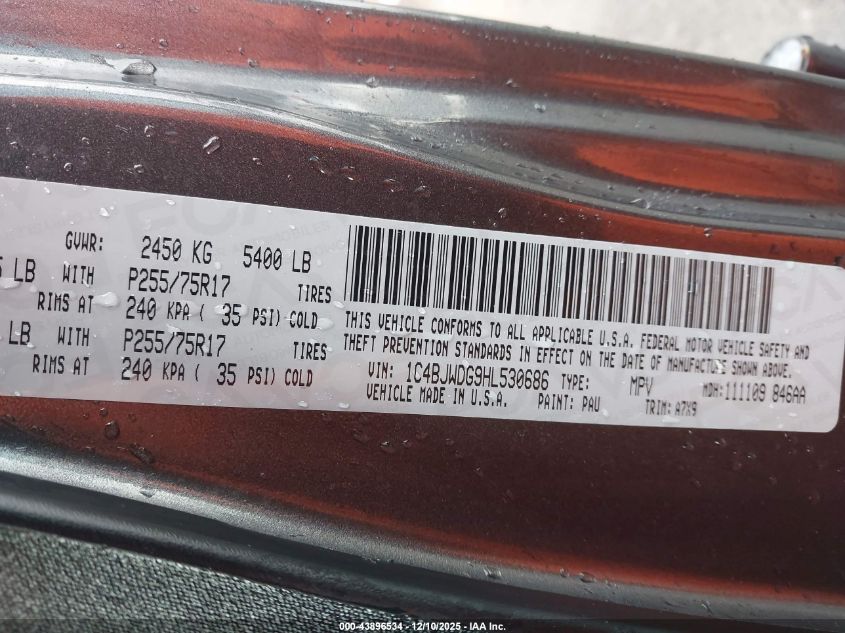 GVWR: 2450 KG 5400 LB
LB WITH P255/75R17 TIRES
RIMS AT 240 KPA ( 35 PSI) COLD
LB WITH P255/75R17 TIRES
RIMS AT 240 KPA ( 35 PSI) COLD
THIS VEHICLE CONFORMS TO ALL APPLICABLE U.S.A. FEDERAL MOTOR VEHICLE SAFETY AND
THEFT PREVENTION STANDARDS IN EFFECT ON THE DATE OF MANUFACTURE SHOWN ABOVE.
VIN: 1C4BJWDG9HL530686 TYPE: MPV MDH:111109 846AA
VEHICLE MADE IN U.S.A. PAINT: PAU TRIM: A7X9
000-43896534 — 12/10/2025 — IAA Inc.